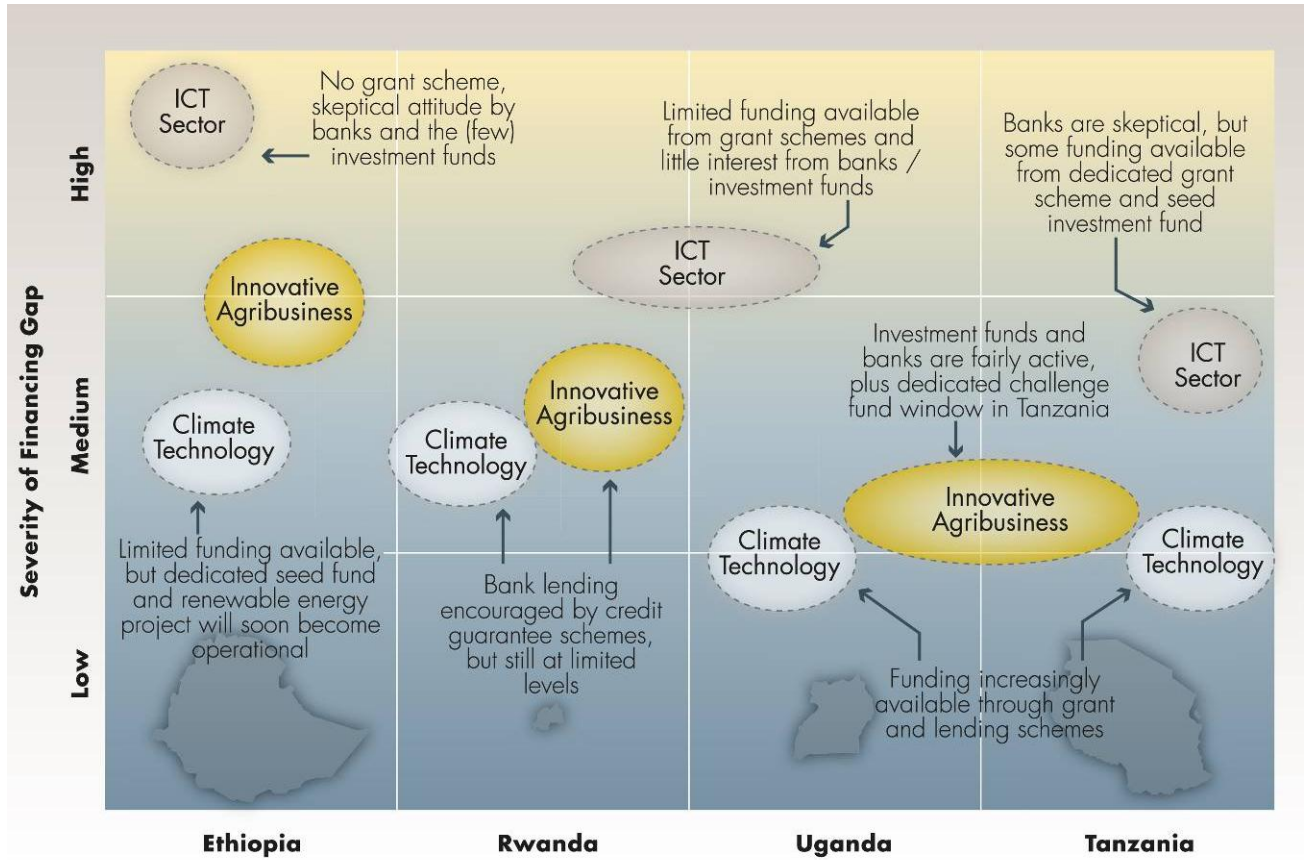 Severity of Financing Gap
High
Medium
Low
ICT
Sector
No grant scheme,
skeptical attitude by
banks and the (few)
investment funds
Limited funding available
from grant schemes and
little interest from banks /
investment funds
Banks are skeptical, but
some funding available
from dedicated grant
scheme and seed
investment fund
Innovative
Agribusiness
ICT
Sector
Investment funds and
banks are fairly active,
plus dedicated challenge
fund window in Tanzania
ICT
Sector
Climate
Technology
Climate
Technology
Innovative
Agribusiness
Innovative
Agribusiness
Climate
Technology
Climate
Technology
Limited funding available,
but dedicated seed fund
and renewable energy
project will soon become
operational
Bank lending
encouraged by credit
guarantee schemes,
but still at limited
levels
Funding increasingly
available through grant
and lending schemes
Ethiopia
Rwanda
Uganda
Tanzania